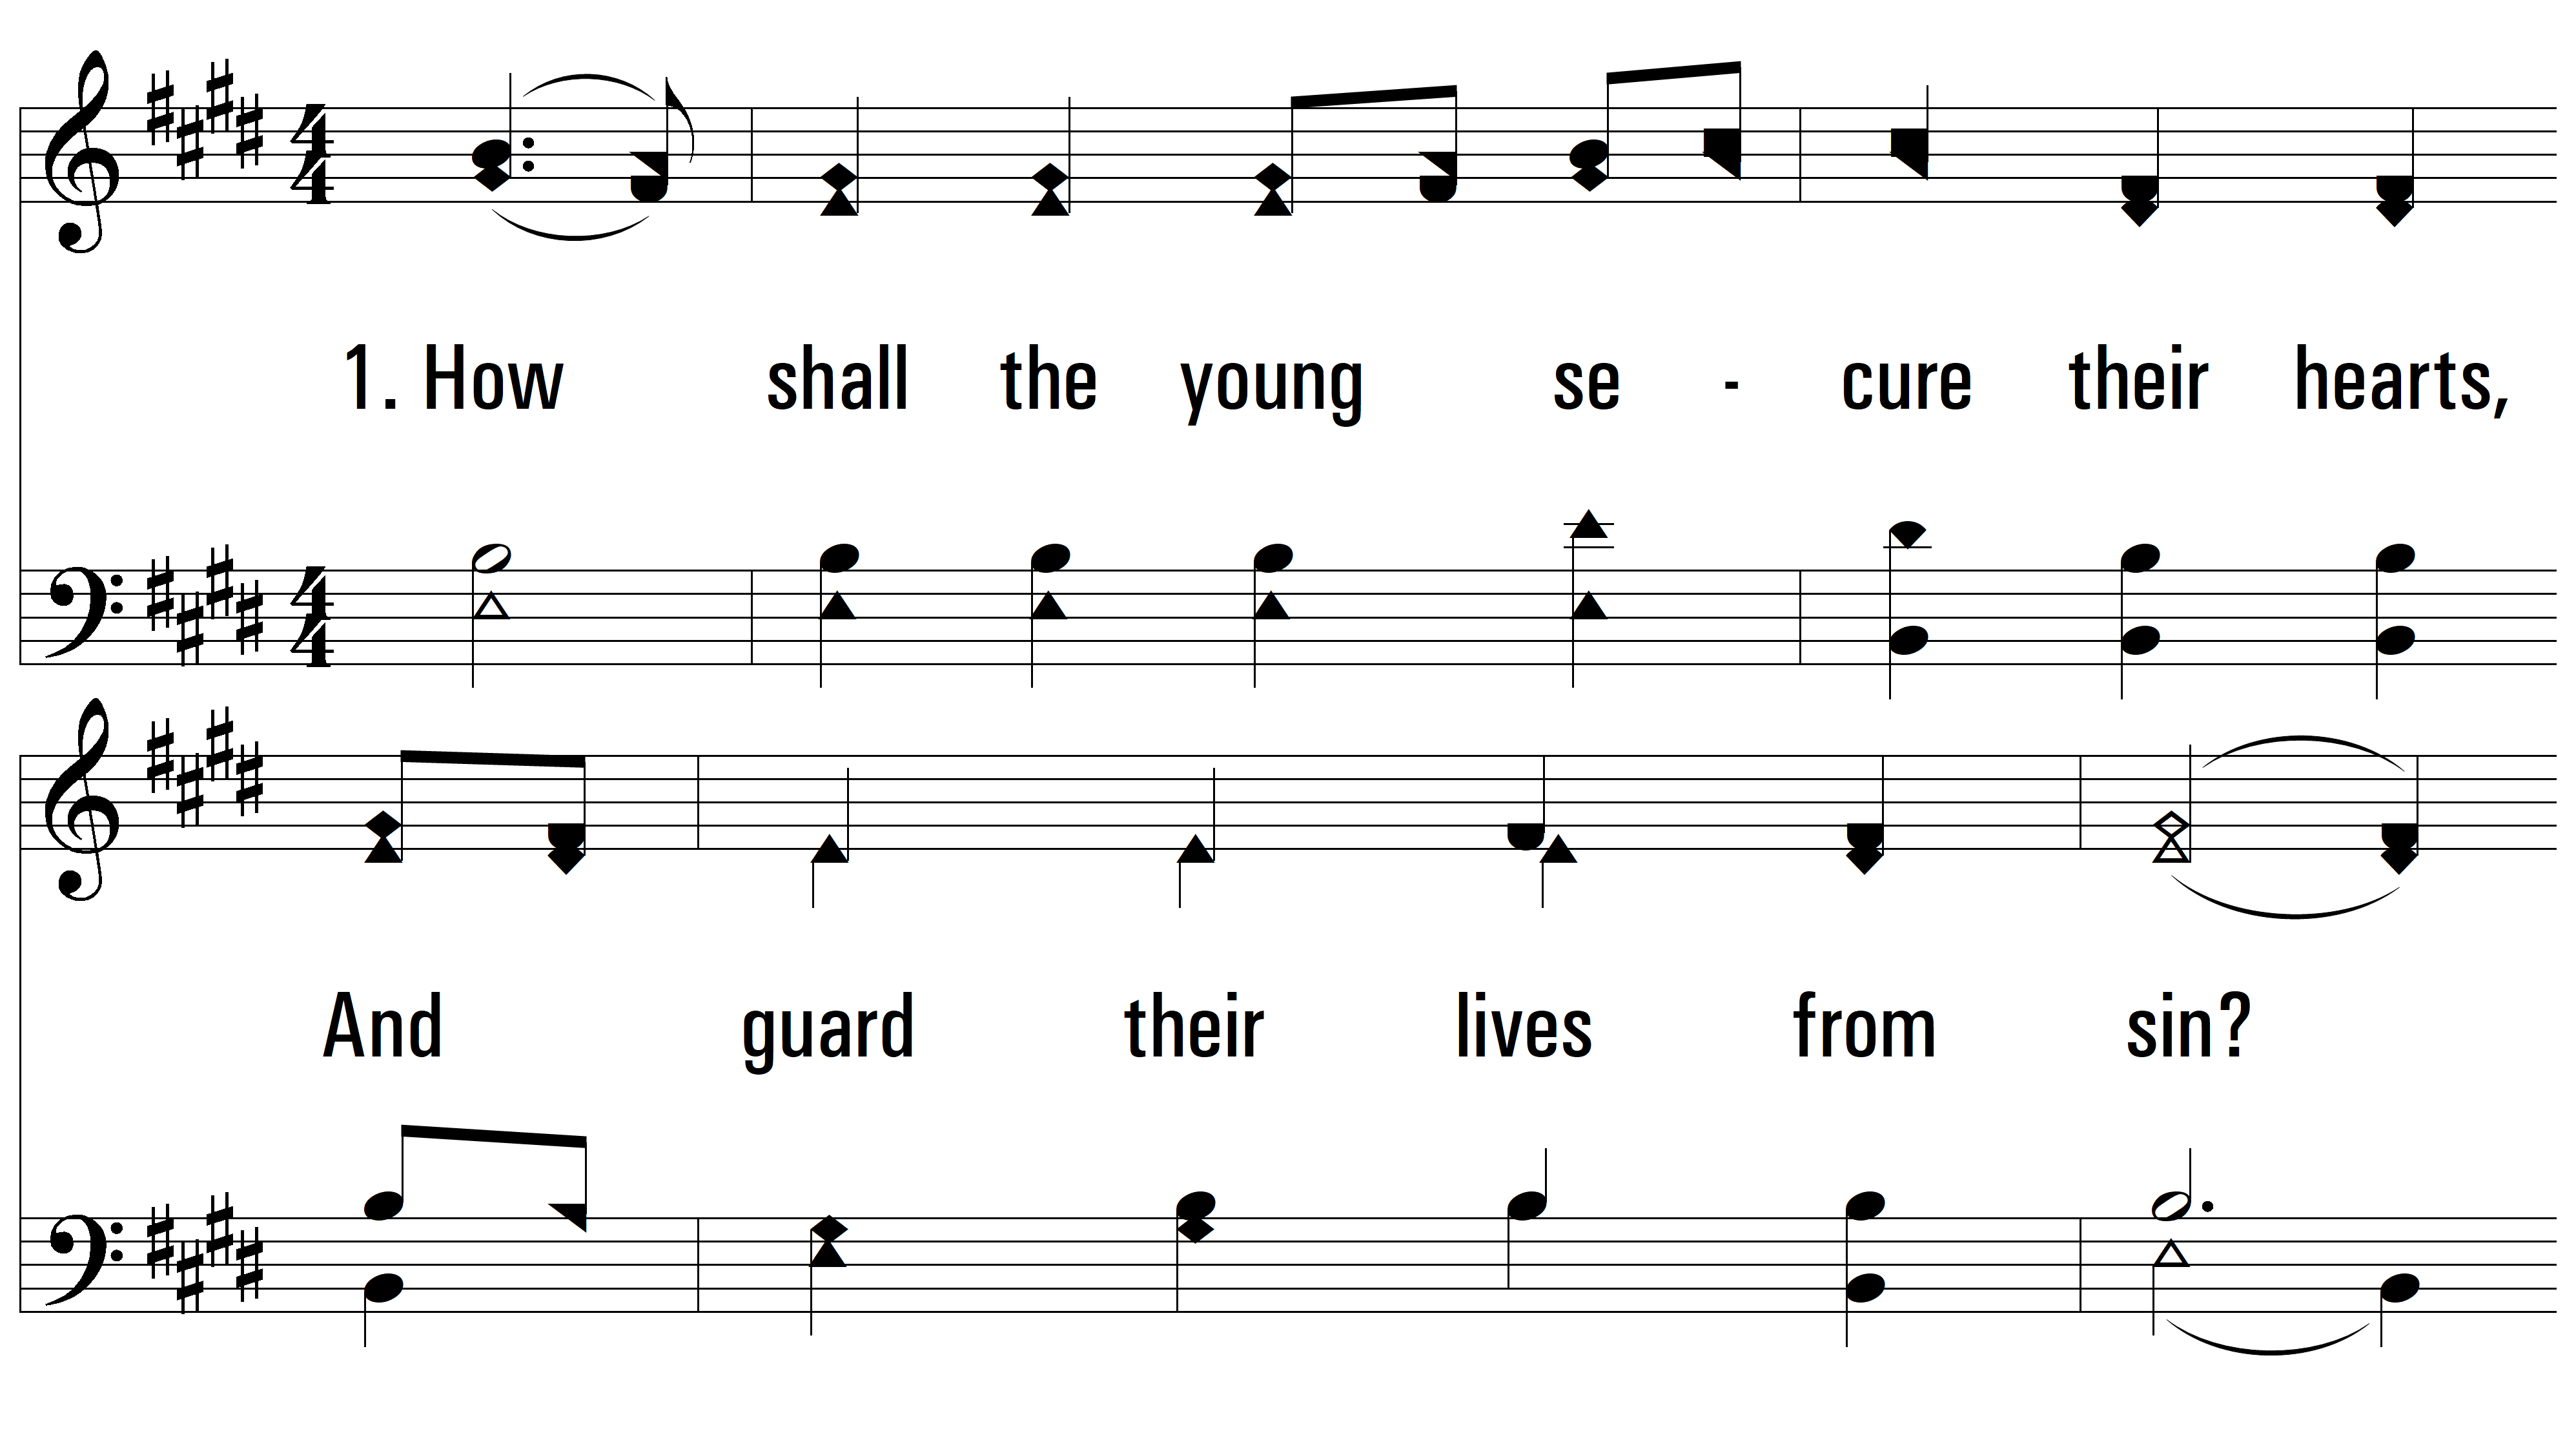 1. How shall the young se - cure their hearts,
And guard their lives from sin?